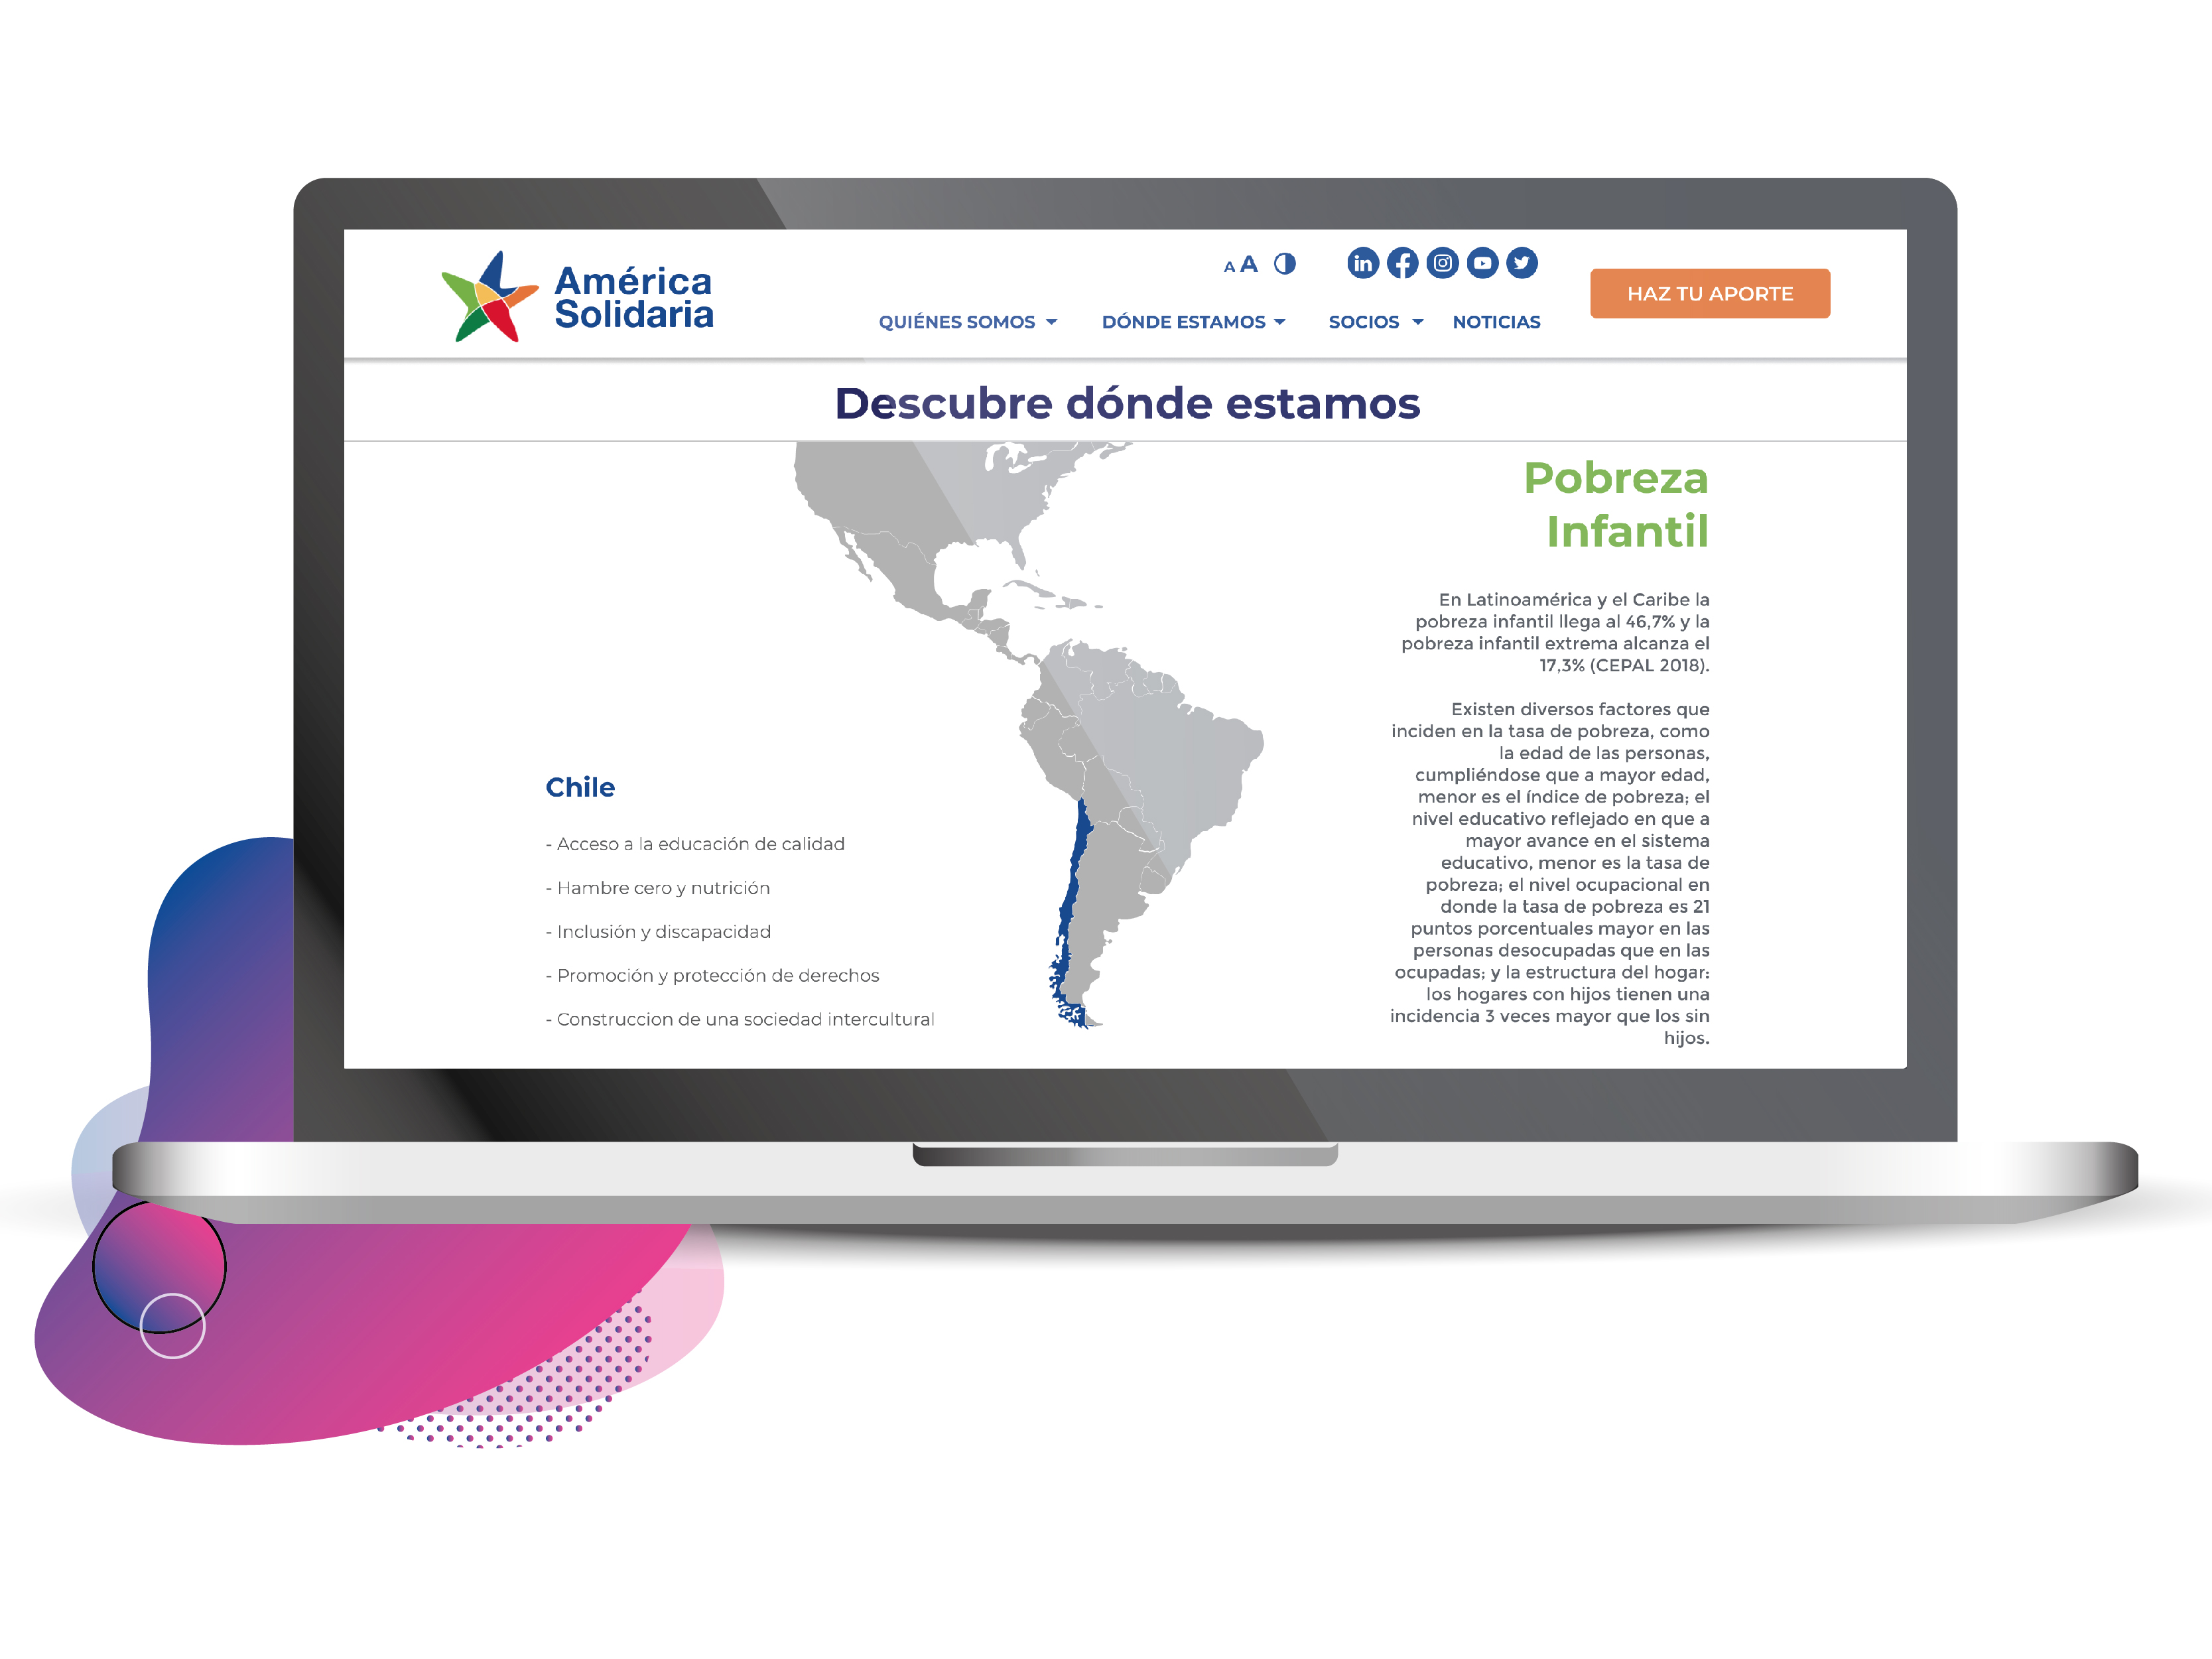 América
Solidaria
A A
in
HAZ TU APORTE
QUIÉNES SOMOS
DÓNDE ESTAMOS
SOCIOS
NOTICIAS
Descubre dónde estamos
Chile
- Acceso a la educación de calidad
- Hambre cero y nutrición
- Inclusión y discapacidad
- Promoción y protección de derechos
- Construccion de una sociedad intercultural
Pobreza
Infantil
En Latinoamérica y el Caribe la
pobreza infantil llega al 46,7% y la
pobreza infantil extrema alcanza el
17,3% (CEPAL 2018).
Existen diversos factores que
inciden en la tasa de pobreza, como
la edad de las personas,
cumpliéndose que a mayor edad,
menor es el índice de pobreza; el
nivel educativo reflejado en que a
mayor avance en el sistema
educativo, menor es la tasa de
pobreza; el nivel ocupacional en
donde la tasa de pobreza es 21
puntos porcentuales mayor en las
personas desocupadas que en las
ocupadas; y la estructura del hogar:
los hogares con hijos tienen una
incidencia 3 veces mayor que los sin
hijos.